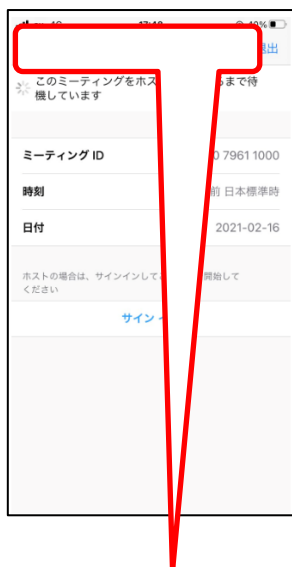 出
このミーティングをホス まで待
機しています
ミーティング ID 0 7961 1000
時刻 前 日本標準時
日付 2021-02-16
ホストの場合は、サインインして 開始して
ください
サイン